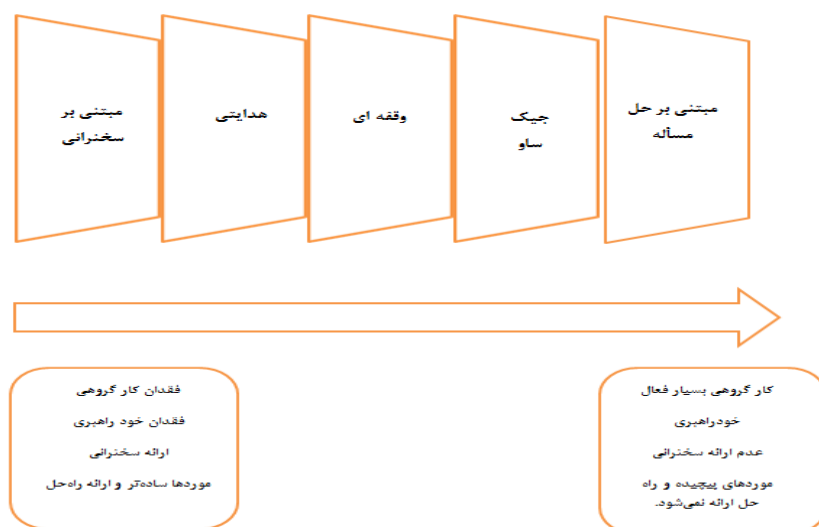 مبتنی بر
سخنرانی
هدایتی
وقفه ای
جیک
ساو
مبتنی بر حل
مسأله
فقدان کار گروهی
فقدان خود راهبری
ارائه سخنرانی
موردها ساده‌تر و ارائه راه‌حل
کار گروهی بسیار فعال
خودراهبری
عدم ارائه سخنرانی
موردهای پیچیده و راه
حل ارائه نمی‌شود.